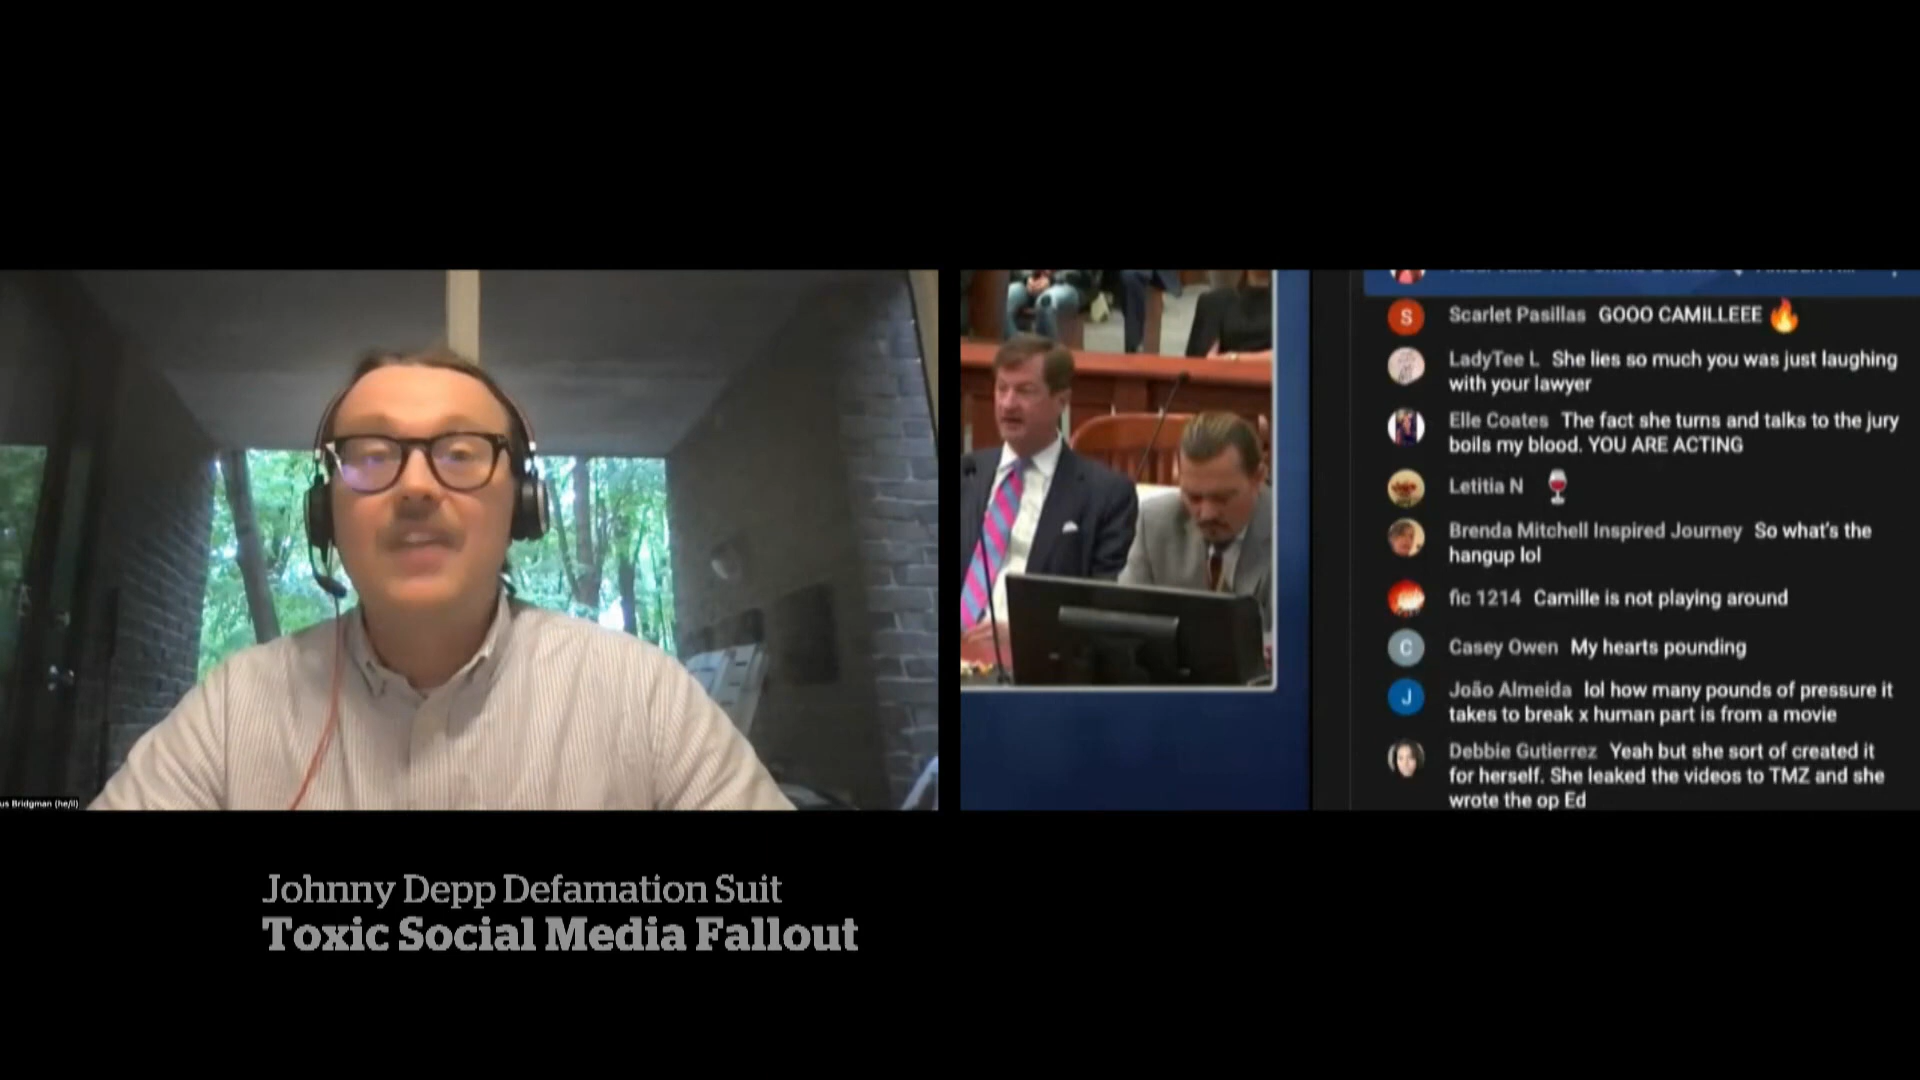 Scarlet Pasillas GOOO CAMILLEEE
LadyTee L She lies so much you was just laughing
with your lawyer
Elle Coates The fact she turns and talks to the jury
boils my blood. YOU ARE ACTING
Letitia N
Brenda Mitchell Inspired Journey So what's the
hangup lol
fic 1214 Camille is not playing around
C
Casey Owen My hearts pounding
J
João Almeida lol how many pounds of pressure it
takes to break x human part is from a movie
Debbie Gutierrez Yeah but she sort of created it
for herself. She leaked the videos to TMZ and she
wrote the op Ed
S
us Bridgman (he/il)
Johnny Depp Defamation Suit
Toxic Social Media Fallout